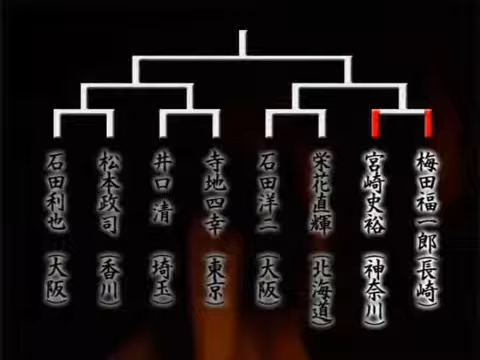 石田利也(大阪)
松本政司(香川)
井口清(埼玉)
寺地四幸(東京)
石田洋二(大阪)
栄花直輝(北海道)
宮崎史裕(神奈川)
梅田福一郎(長崎)